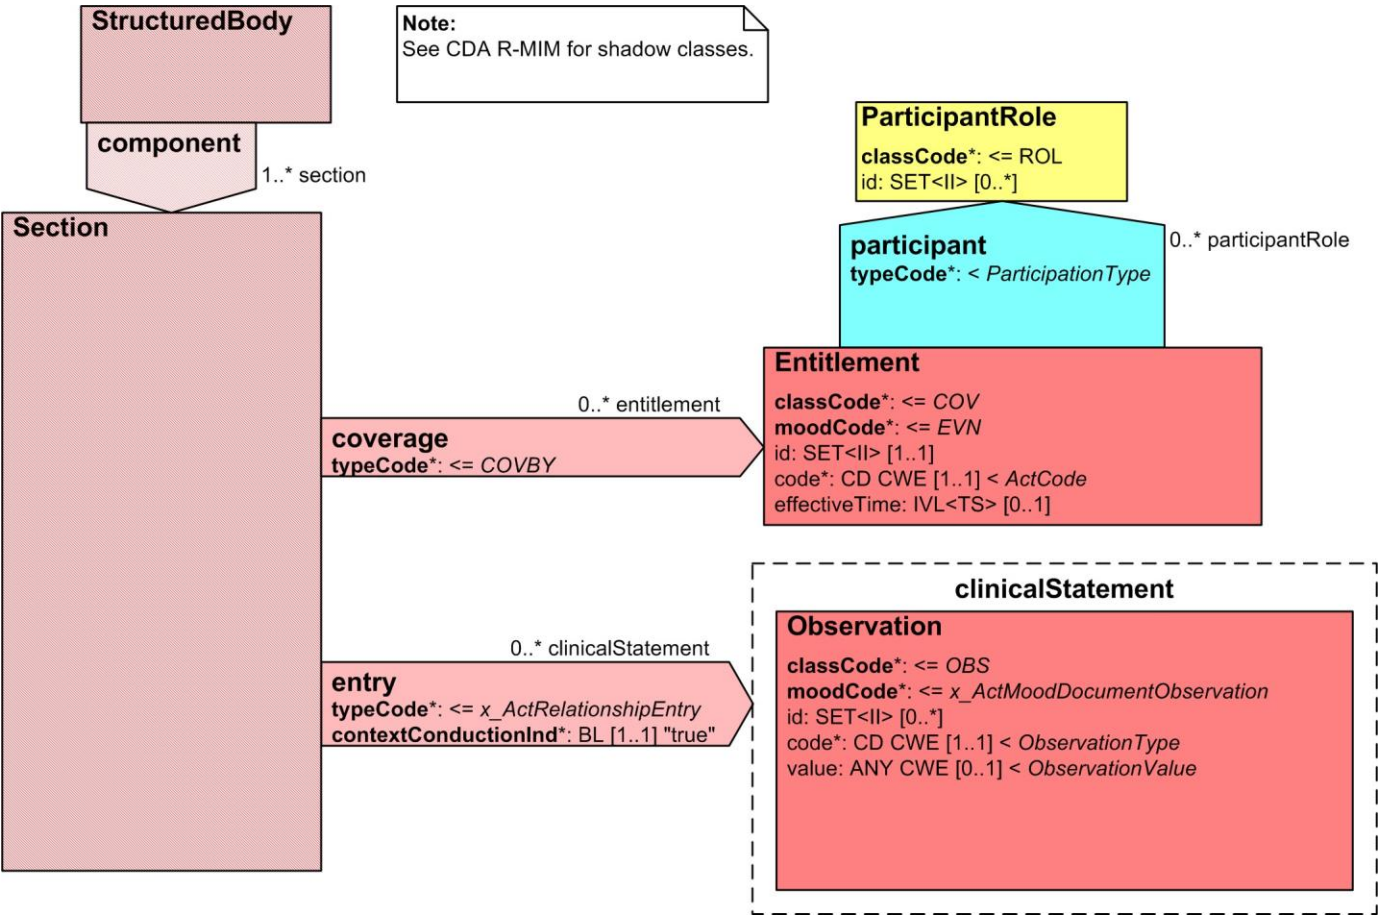 StructuredBody
Note:
See CDA R-MIM for shadow classes.
component
1..* section
ParticipantRole
classCode*: <= ROL
id: SET<II> [0..*]
Section
participant
typeCode*: < ParticipationType
0..* participantRole
Entitlement
classCode*: <= COV
moodCode*: <= EVN
id: SET<II> [1..1]
code*: CD CWE [1..1] < ActCode
effectiveTime: IVL<TS> [0..1]
0..* entitlement
coverage
typeCode*: <= COVBY
clinicalStatement
Observation
classCode*: <= OBS
moodCode*: <= x_ActMoodDocumentObservation
id: SET<II> [0..*]
code*: CD CWE [1..1] < ObservationType
value: ANY CWE [0..1] < ObservationValue
0..* clinicalStatement
entry
typeCode*: <= x_ActRelationshipEntry
contextConductionInd*: BL [1..1] "true"